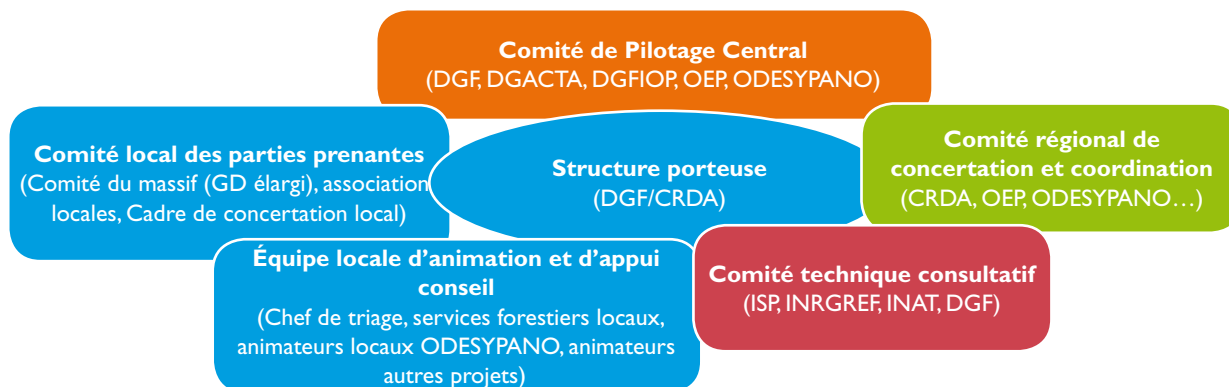 Comité de Pilotage Central
(DGF, DGACTA, DGFIOP, OEP, ODESYPANO)
Comité local des parties prenantes
(Comité du massif (GD élargi), association
locales, Cadre de concertation local)
Structure porteuse
(DGF/CRDA)
Comité régional de
concertation et coordination
(CRDA, OEP, ODESYPANO…)
Équipe locale d’animation et d’appui
conseil
(Chef de triage, services forestiers locaux,
animateurs locaux ODESYPANO, animateurs
autres projets)
Comité technique consultatif
(ISP, INRGREF, INAT, DGF)